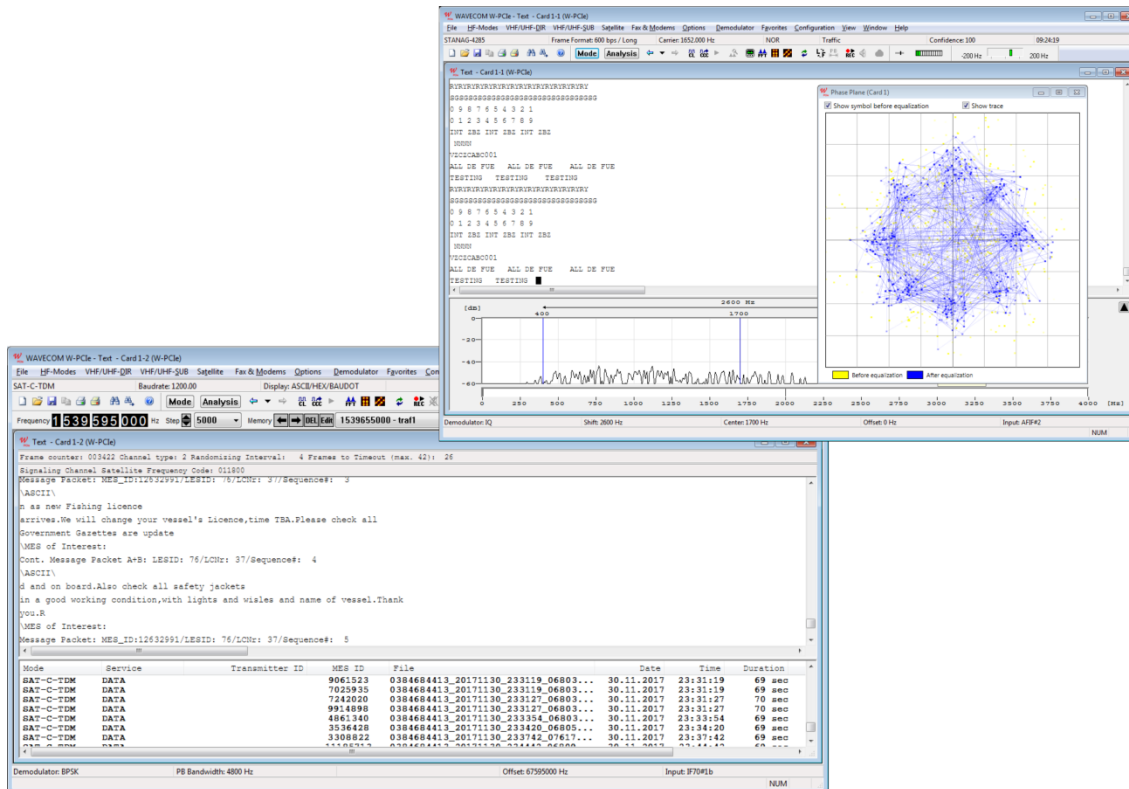 WAVECOM W-PCIe - Text - Card 1-1 (W-PCIe)
File HF-Modes VHF/UHF-DIR VHF/UHF-SUB Satellite Fax & Modems Options Demodulator Favorites Configuration View Window Help
STANAG-4285 Frame Format: 600 bps / Long Carrier: 1652.000 Hz NOR Traffic Confidence: 100 09:24:19
Mode Analysis -200 Hz 200 Hz
Text - Card 1-1 (W-PCIe)
RYRYRYRYRYRYRYRYRYRYRYRYRYRYRY
SGSGSGSGSGSGSGSGSGSGSGSGSGSGSGSG
0 9 8 7 6 5 4 3 2 1
0 1 2 3 4 5 6 7 8 9
INT ZBZ INT ZBZ INT ZBZ
NNNN
VZCZCABC001
ALL DE FUE ALL DE FUE ALL DE FUE
TESTING TESTING TESTING
RYRYRYRYRYRYRYRYRYRYRYRYRYRYRY
SGSGSGSGSGSGSGSGSGSGSGSGSGSGSGSG
0 9 8 7 6 5 4 3 2 1
0 1 2 3 4 5 6 7 8 9
INT ZBZ INT ZBZ INT ZBZ
NNNN
VZCZCABC001
ALL DE FUE ALL DE FUE ALL DE FUE
TESTING TESTING
Phase Plane (Card 1)
Show symbol before equalization Show trace
Before equalization After equalization
[dB] 2600 Hz
400 1700
0
-20
-40
-60
0 250 500 750 1000 1250 1500 1750 2000 2250 2500 2750 3000 3250 3500 3750 4000 [Hz]
Demodulator: IQ Shift: 2600 Hz Center: 1700 Hz Offset: 0 Hz Input: AFIF#2
NUM
WAVECOM W-PCIe - Text - Card 1-2 (W-PCIe)
File HF-Modes VHF/UHF-DIR VHF/UHF-SUB Satellite Fax & Modems Options Demodulator Favorites
SAT-C-TDM Baudrate: 1200.00 Display: ASCII/HEX/BAUDOT
Mode Analysis
Frequency 1539595000 Hz Step 5000 Memory DEL Edit 1539655000 - traf1
Text - Card 1-2 (W-PCIe)
Frame counter: 003422 Channel type: 2 Randomizing Interval: 4 Frames to Timeout (max. 42): 26
Signaling Channel Satellite Frequency Code: 011800
Message Packet: MES_ID:12632991/LESID: 76/LCNr: 37/Sequence#: 3
\ASCII\
n as new Fishing licence
arrives.We will change your vessel's Licence,time TBA.Please check all
Government Gazettes are update
\MES of Interest:
Cont. Message Packet A+B: LESID: 76/LCNr: 37/Sequence#: 4
\ASCII\
d and on board.Also check all safety jackets
in a good working condition,with lights and wisles and name of vessel.Thank
you.R
\MES of Interest:
Message Packet: MES_ID:12632991/LESID: 76/LCNr: 37/Sequence#: 5
Mode Service Transmitter ID MES ID File Date Time Duration
SAT-C-TDM DATA 9061523 0384684413_20171130_233119_06803... 30.11.2017 23:31:19 69 sec
SAT-C-TDM DATA 7025935 0384684413_20171130_233119_06803... 30.11.2017 23:31:19 69 sec
SAT-C-TDM DATA 7242020 0384684413_20171130_233127_06803... 30.11.2017 23:31:27 70 sec
SAT-C-TDM DATA 9914898 0384684413_20171130_233127_06803... 30.11.2017 23:31:27 70 sec
SAT-C-TDM DATA 4861340 0384684413_20171130_233354_06803... 30.11.2017 23:33:54 69 sec
SAT-C-TDM DATA 3536428 0384684413_20171130_233420_06805... 30.11.2017 23:34:20 69 sec
SAT-C-TDM DATA 3308822 0384684413_20171130_233742_07617... 30.11.2017 23:37:42 69 sec
Demodulator: BPSK PB Bandwidth: 4800 Hz Offset: 67595000 Hz Input: IF70#1b
NUM